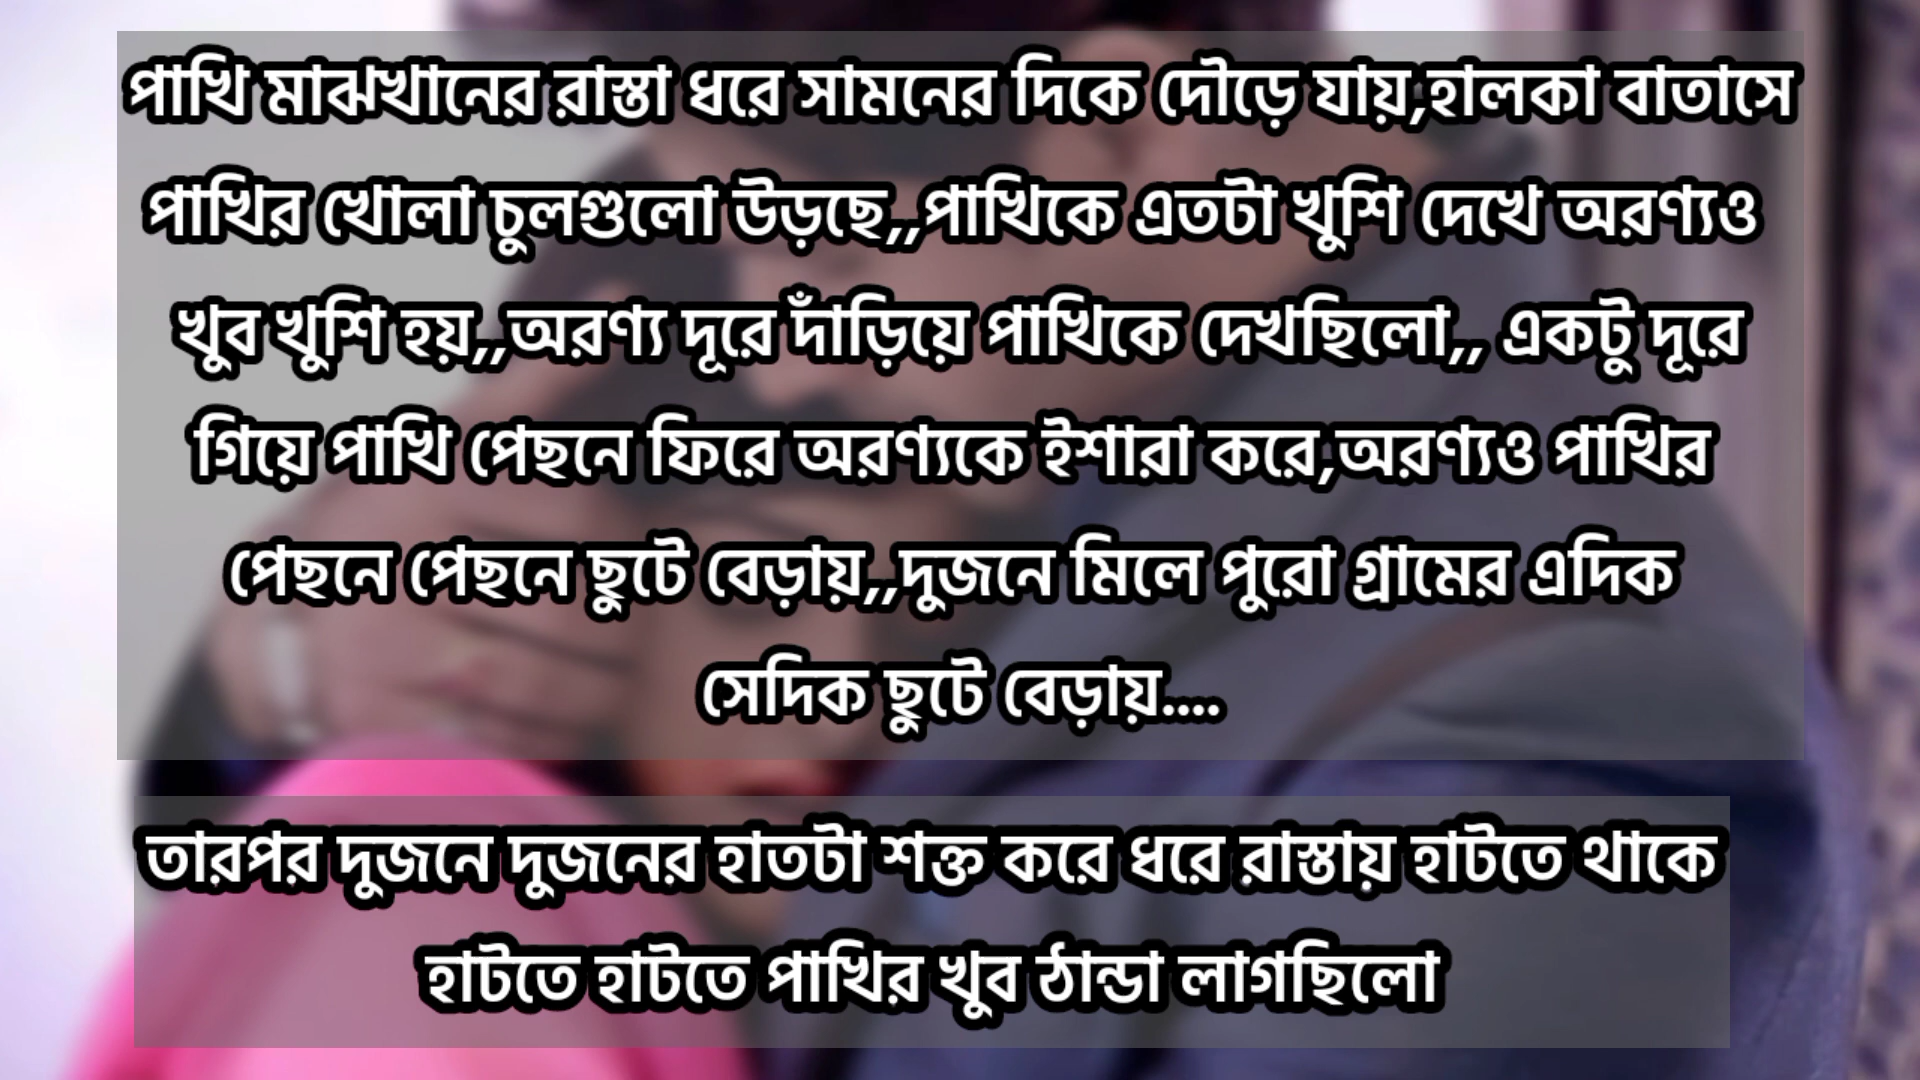 পাখি মাঝখানের রাস্তা ধরে সামনের দিকে দৌড়ে যায়,হালকা বাতাসে
পাখির খোলা চুলগুলো উড়ছে,,পাখিকে এতটা খুশি দেখে অরণ্যও
খুব খুশি হয়,,অরণ্য দূরে দাঁড়িয়ে পাখিকে দেখছিলো,, একটু দূরে
গিয়ে পাখি পেছনে ফিরে অরণ্যকে ইশারা করে,অরণ্যও পাখির
পেছনে পেছনে ছুটে বেড়ায়,,দুজনে মিলে পুরো গ্রামের এদিক
সেদিক ছুটে বেড়ায়....
তারপর দুজনে দুজনের হাতটা শক্ত করে ধরে রাস্তায় হাটতে থাকে
হাটতে হাটতে পাখির খুব ঠান্ডা লাগছিলো